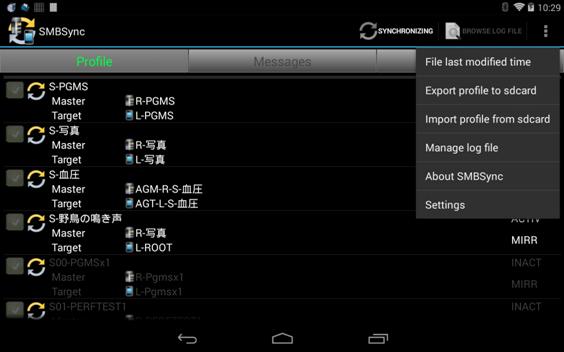 10:29
SMBSync
SYNCHRONIZING
BROWSE LOG FILE
Profile
Messages
File last modified time
Export profile to sdcard
Import profile from sdcard
Manage log file
About SMBSync
Settings
S-PGMS
Master R-PGMS
Target L-PGMS
S-写真
Master R-写真
Target L-写真
S-血圧
Master AGM-R-S-血圧
Target AGT-L-S-血圧
S-野鳥の鳴き声 ACTIV
Master R-写真 MIRR
Target L-ROOT
S00-PGMSx1 INACT
Master R-Pgmsx1 MIRR
Target L-Pgmsx1
S01-PERFTEST1 INACT